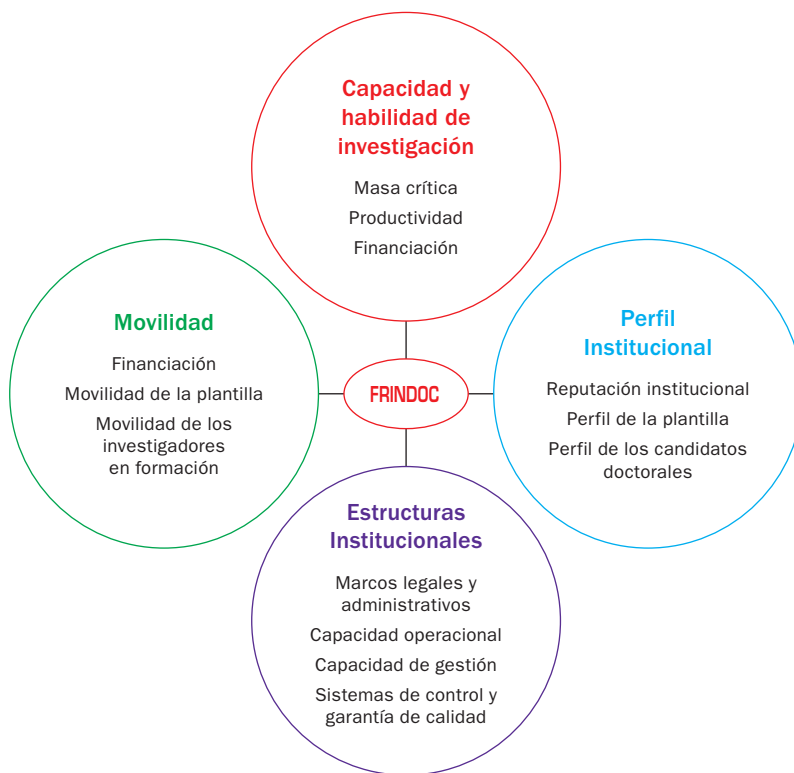 Capacidad y
habilidad de
investigación
Masa crítica
Productividad
Financiación
Movilidad
Financiación
Movilidad de la plantilla
Movilidad de los
investigadores
en formación
FRINDOC
Perfil
Institucional
Reputación institucional
Perfil de la plantilla
Perfil de los candidatos
doctorales
Estructuras
Institucionales
Marcos legales y
administrativos
Capacidad operacional
Capacidad de gestión
Sistemas de control y
garantía de calidad